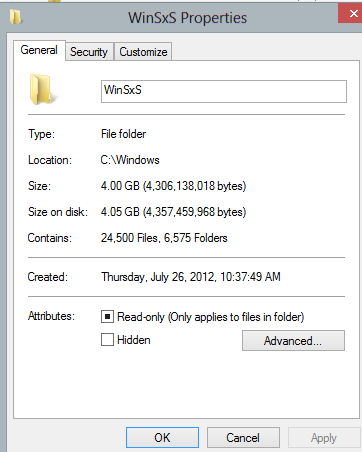 WinSxS Properties
General Security Customize
WinSxS
Type: File folder
Location: C:\Windows
Size: 4.00 GB (4,306,138,018 bytes)
Size on disk: 4.05 GB (4,357,459,968 bytes)
Contains: 24,500 Files, 6,575 Folders
Created: Thursday, July 26, 2012, 10:37:49 AM
Attributes: Read-only (Only applies to files in folder)
Hidden Advanced...
OK Cancel Apply